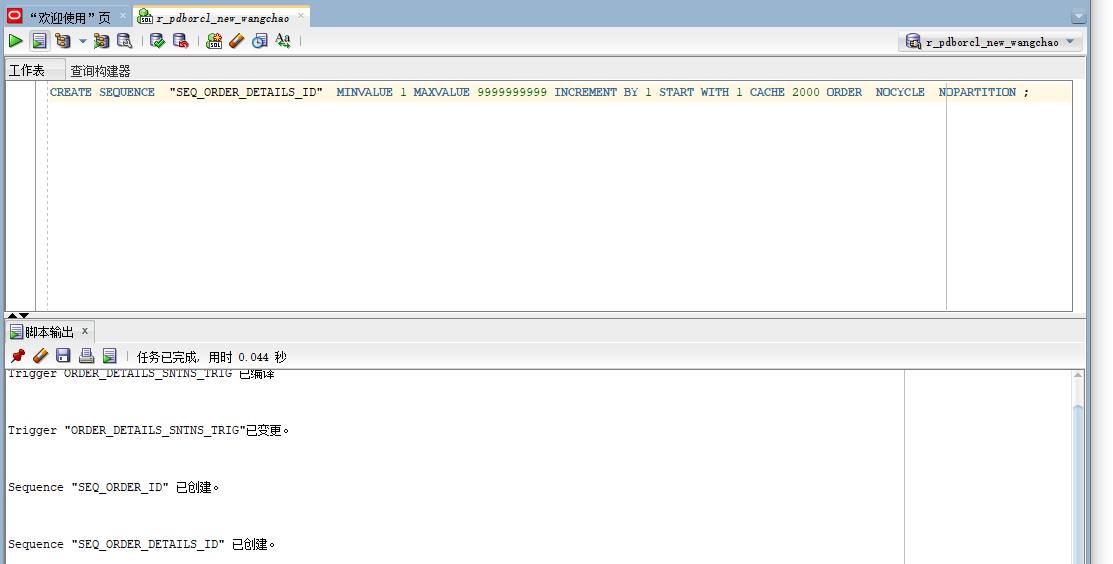 “欢迎使用”页
r_pdborcl_new_wangchao
r_pdborcl_new_wangchao
工作表
查询构建器
CREATE SEQUENCE "SEQ_ORDER_DETAILS_ID" MINVALUE 1 MAXVALUE 9999999999 INCREMENT BY 1 START WITH 1 CACHE 2000 ORDER NOCYCLE NOPARTITION ;
脚本输出
任务已完成, 用时 0.044 秒
Trigger ORDER_DETAILS_SNTNS_TRIG 已编译
Trigger "ORDER_DETAILS_SNTNS_TRIG"已变更。
Sequence "SEQ_ORDER_ID" 已创建。
Sequence "SEQ_ORDER_DETAILS_ID" 已创建。